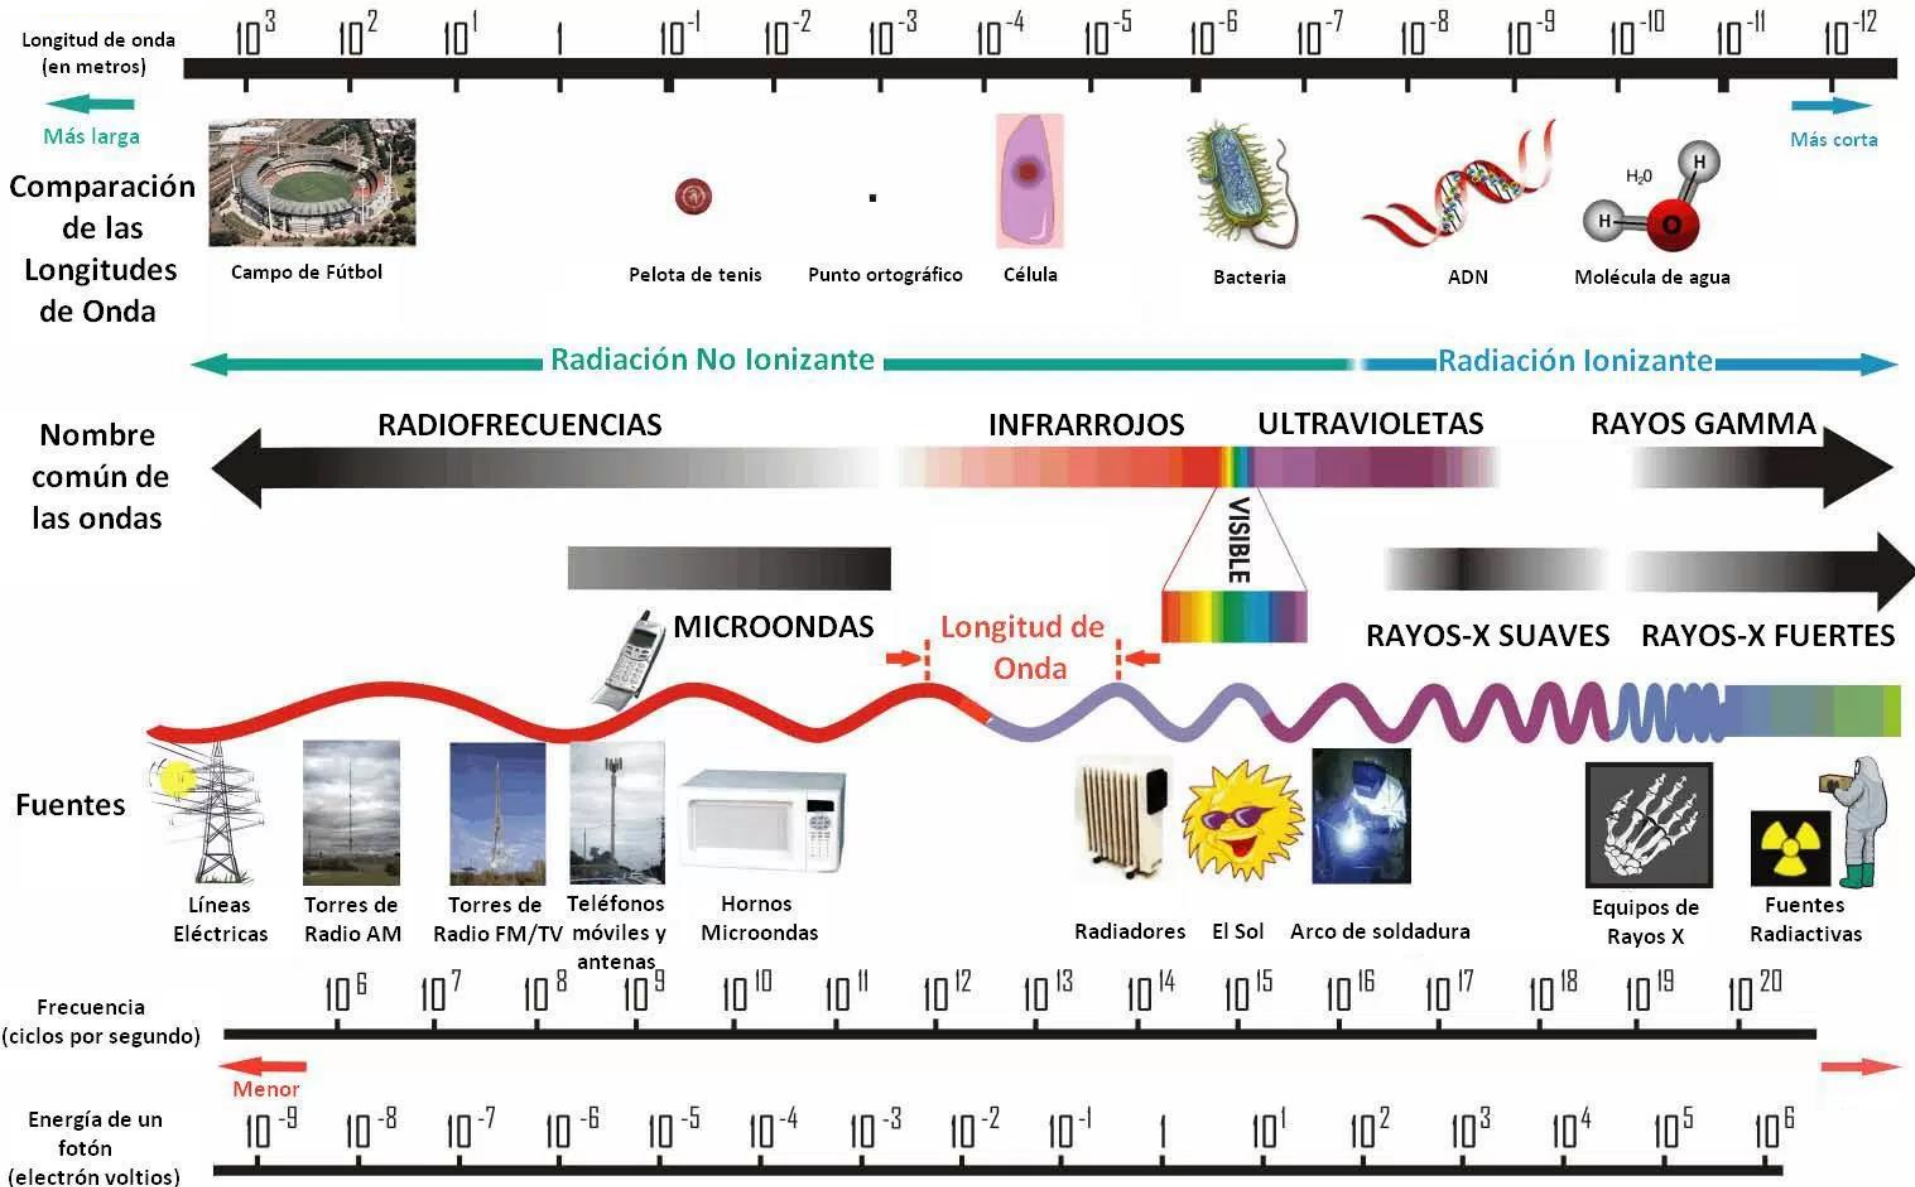 Longitud de onda
(en metros)
10³ 10² 10¹ 1 10⁻¹ 10⁻² 10⁻³ 10⁻⁴ 10⁻⁵ 10⁻⁶ 10⁻⁷ 10⁻⁸ 10⁻⁹ 10⁻¹⁰ 10⁻¹¹ 10⁻¹²
Más larga
Más corta
Comparación
de las
Longitudes
de Onda
Campo de Fútbol
Pelota de tenis
Punto ortográfico
Célula
Bacteria
ADN
H₂O
H
H
O
Molécula de agua
Radiación No Ionizante
Radiación Ionizante
Nombre
común de
las ondas
RADIOFRECUENCIAS
INFRARROJOS
ULTRAVIOLETAS
RAYOS GAMMA
VISIBLE
MICROONDAS
Longitud de
Onda
RAYOS-X SUAVES
RAYOS-X FUERTES
Fuentes
Líneas
Eléctricas
Torres de
Radio AM
Torres de
Radio FM/TV
Teléfonos
móviles y
antenas
Hornos
Microondas
Radiadores
El Sol
Arco de soldadura
Equipos de
Rayos X
Fuentes
Radiactivas
Frecuencia
(ciclos por segundo)
10⁶ 10⁷ 10⁸ 10⁹ 10¹⁰ 10¹¹ 10¹² 10¹³ 10¹⁴ 10¹⁵ 10¹⁶ 10¹⁷ 10¹⁸ 10¹⁹ 10²⁰
Menor
Energía de un
fotón
(electrón voltios)
10⁻⁹ 10⁻⁸ 10⁻⁷ 10⁻⁶ 10⁻⁵ 10⁻⁴ 10⁻³ 10⁻² 10⁻¹ 1 10¹ 10² 10³ 10⁴ 10⁵ 10⁶